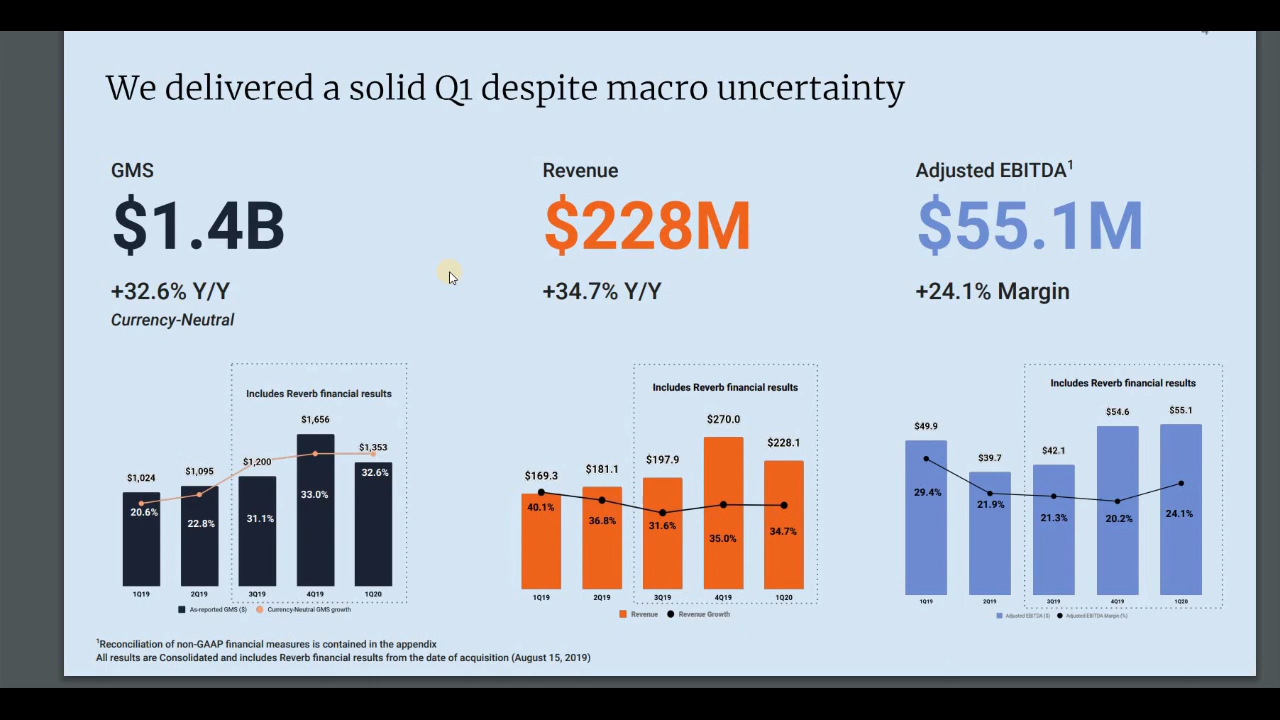 We delivered a solid Q1 despite macro uncertainty
GMS
$1.4B
+32.6% Y/Y
Currency-Neutral
Revenue
$228M
+34.7% Y/Y
Adjusted EBITDA1
$55.1M
+24.1% Margin
Includes Reverb financial results
$1,024
$1,095
$1,200
$1,656
$1,353
20.6%
22.8%
31.1%
33.0%
32.6%
1Q19
2Q19
3Q19
4Q19
1Q20
As-reported GMS ($)
Currency-Neutral GMS growth
Includes Reverb financial results
$169.3
$181.1
$197.9
$270.0
$228.1
40.1%
36.8%
31.6%
35.0%
34.7%
1Q19
2Q19
3Q19
4Q19
1Q20
Revenue
Revenue Growth
Includes Reverb financial results
$49.9
$39.7
$42.1
$54.6
$55.1
29.4%
21.9%
21.3%
20.2%
24.1%
1Q19
2Q19
3Q19
4Q19
1Q20
Adjusted EBITDA ($)
Adjusted EBITDA Margin (%)
1Reconciliation of non-GAAP financial measures is contained in the appendix
All results are Consolidated and includes Reverb financial results from the date of acquisition (August 15, 2019)